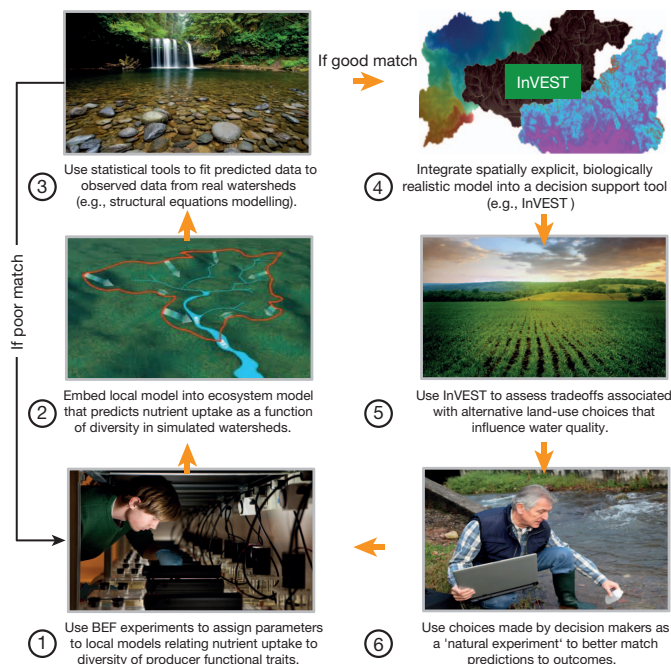 If good match
InVEST
3
Use statistical tools to fit predicted data to
observed data from real watersheds
(e.g., structural equations modelling).
4
Integrate spatially explicit, biologically
realistic model into a decision support tool
(e.g., InVEST )
If poor match
2
Embed local model into ecosystem model
that predicts nutrient uptake as a function
of diversity in simulated watersheds.
5
Use InVEST to assess tradeoffs associated
with alternative land-use choices that
influence water quality.
1
Use BEF experiments to assign parameters
to local models relating nutrient uptake to
diversity of producer functional traits.
6
Use choices made by decision makers as
a 'natural experiment' to better match
predictions to outcomes.